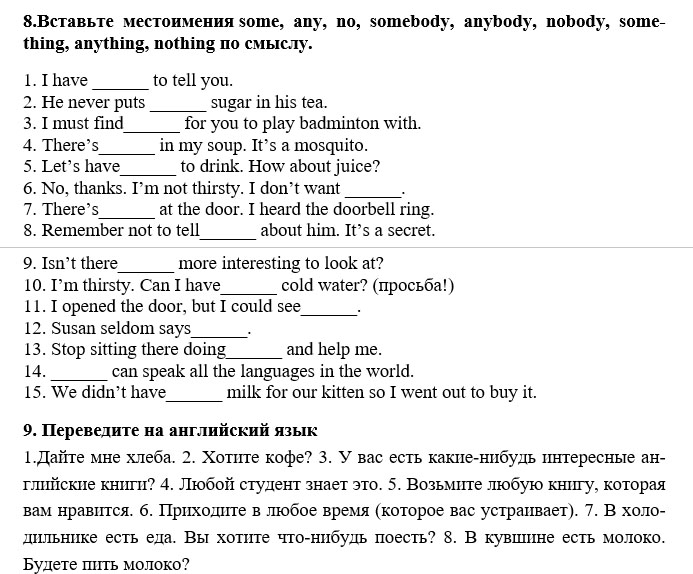 8.Вставьте местоимения some, any, no, somebody, anybody, nobody, some-
thing, anything, nothing по смыслу.
1. I have ______ to tell you.
2. He never puts ______ sugar in his tea.
3. I must find______ for you to play badminton with.
4. There’s______ in my soup. It’s a mosquito.
5. Let’s have______ to drink. How about juice?
6. No, thanks. I’m not thirsty. I don’t want ______.
7. There’s______ at the door. I heard the doorbell ring.
8. Remember not to tell______ about him. It’s a secret.
9. Isn’t there______ more interesting to look at?
10. I’m thirsty. Can I have______ cold water? (просьба!)
11. I opened the door, but I could see______.
12. Susan seldom says______.
13. Stop sitting there doing______ and help me.
14. ______ can speak all the languages in the world.
15. We didn’t have______ milk for our kitten so I went out to buy it.
9. Переведите на английский язык
1.Дайте мне хлеба. 2. Хотите кофе? 3. У вас есть какие-нибудь интересные ан-
глийские книги? 4. Любой студент знает это. 5. Возьмите любую книгу, которая
вам нравится. 6. Приходите в любое время (которое вас устраивает). 7. В холо-
дильнике есть еда. Вы хотите что-нибудь поесть? 8. В кувшине есть молоко.
Будете пить молоко?